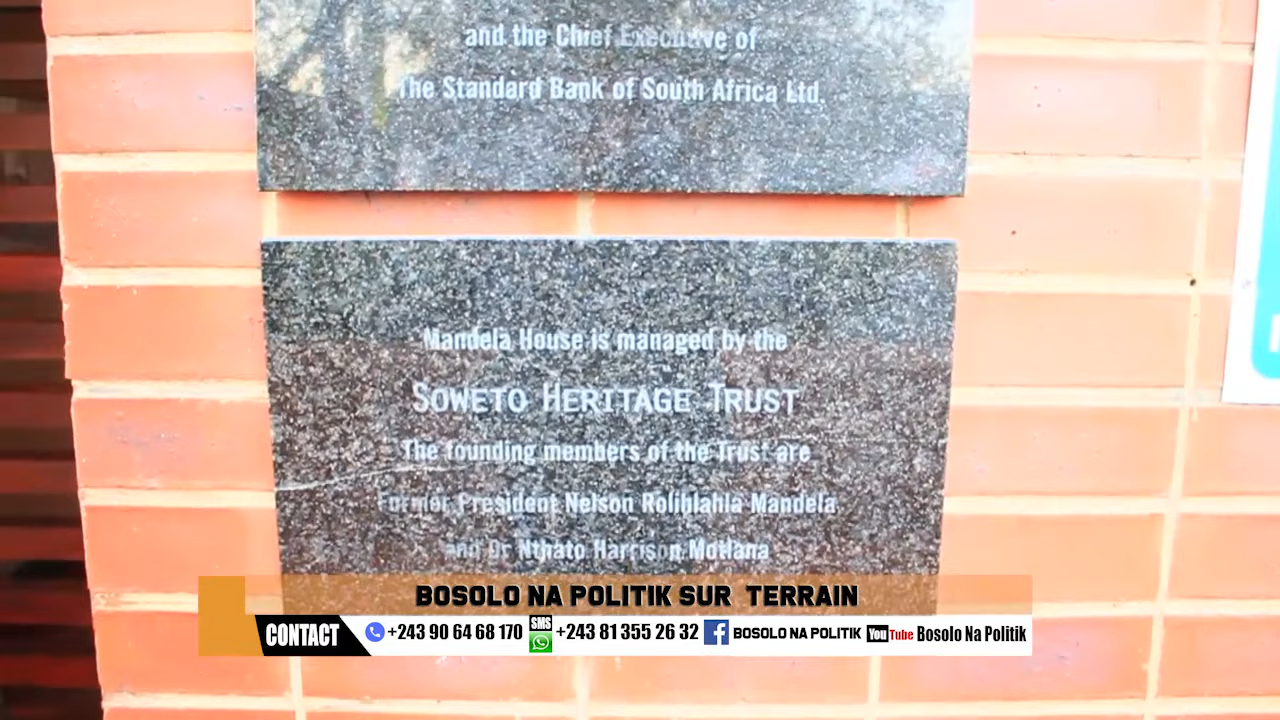 and the Chief Executive of
The Standard Bank of South Africa Ltd.
Mandela House is managed by the
SOWETO HERITAGE TRUST
The founding members of the Trust are
Former President Nelson Rolihlahla Mandela
and Dr Nthato Harrison Motlana
BOSOLO NA POLITIK SUR TERRAIN
CONTACT +243 90 64 68 170 SMS +243 81 355 26 32 f BOSOLO NA POLITIK YouTube Bosolo Na Politik